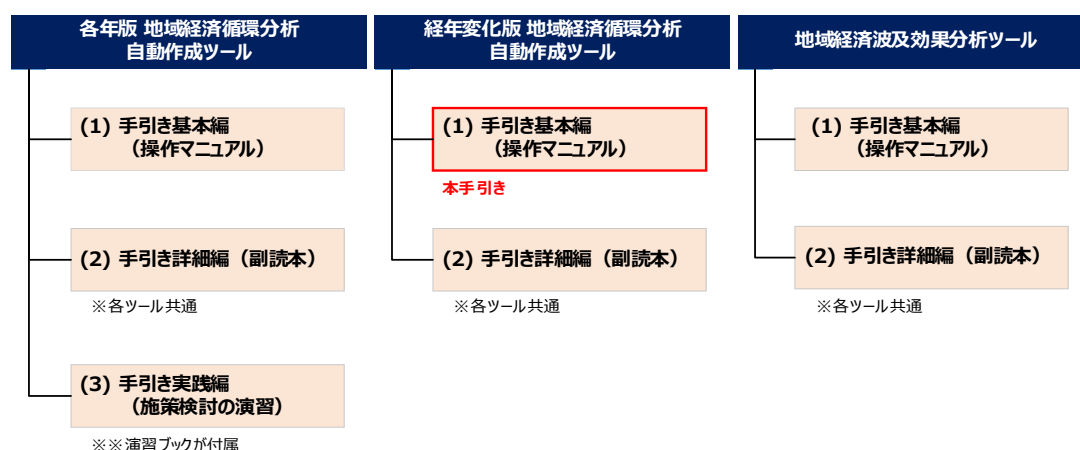 各年版 地域経済循環分析
自動作成ツール
(1) 手引き基本編
（操作マニュアル）
(2) 手引き詳細編（副読本）
※各ツール共通
(3) 手引き実践編
（施策検討の演習）
※※演習ブックが付属
経年変化版 地域経済循環分析
自動作成ツール
(1) 手引き基本編
（操作マニュアル）
本手引き
(2) 手引き詳細編（副読本）
※各ツール共通
地域経済波及効果分析ツール
(1) 手引き基本編
（操作マニュアル）
(2) 手引き詳細編（副読本）
※各ツール共通